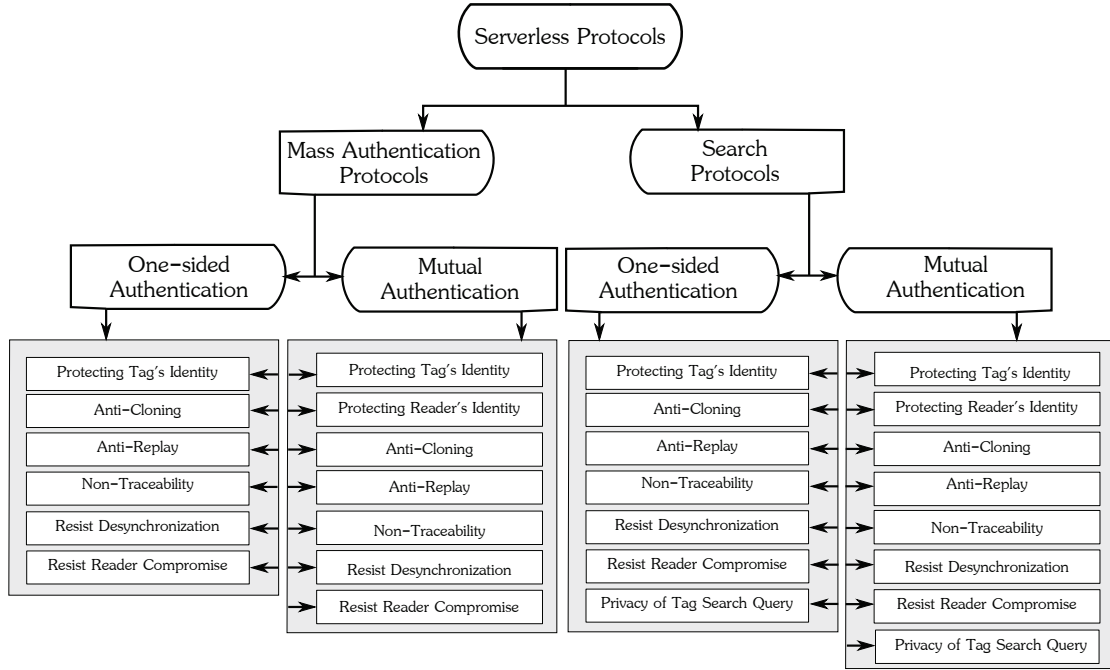 Serverless Protocols
Mass Authentication
Protocols
Search
Protocols
One-sided
Authentication
Mutual
Authentication
One-sided
Authentication
Mutual
Authentication
Protecting Tag's Identity
Anti-Cloning
Anti-Replay
Non-Traceability
Resist Desynchronization
Resist Reader Compromise
Protecting Tag's Identity
Protecting Reader's Identity
Anti-Cloning
Anti-Replay
Non-Traceability
Resist Desynchronization
Resist Reader Compromise
Protecting Tag's Identity
Anti-Cloning
Anti-Replay
Non-Traceability
Resist Desynchronization
Resist Reader Compromise
Privacy of Tag Search Query
Protecting Tag's Identity
Protecting Reader's Identity
Anti-Cloning
Anti-Replay
Non-Traceability
Resist Desynchronization
Resist Reader Compromise
Privacy of Tag Search Query